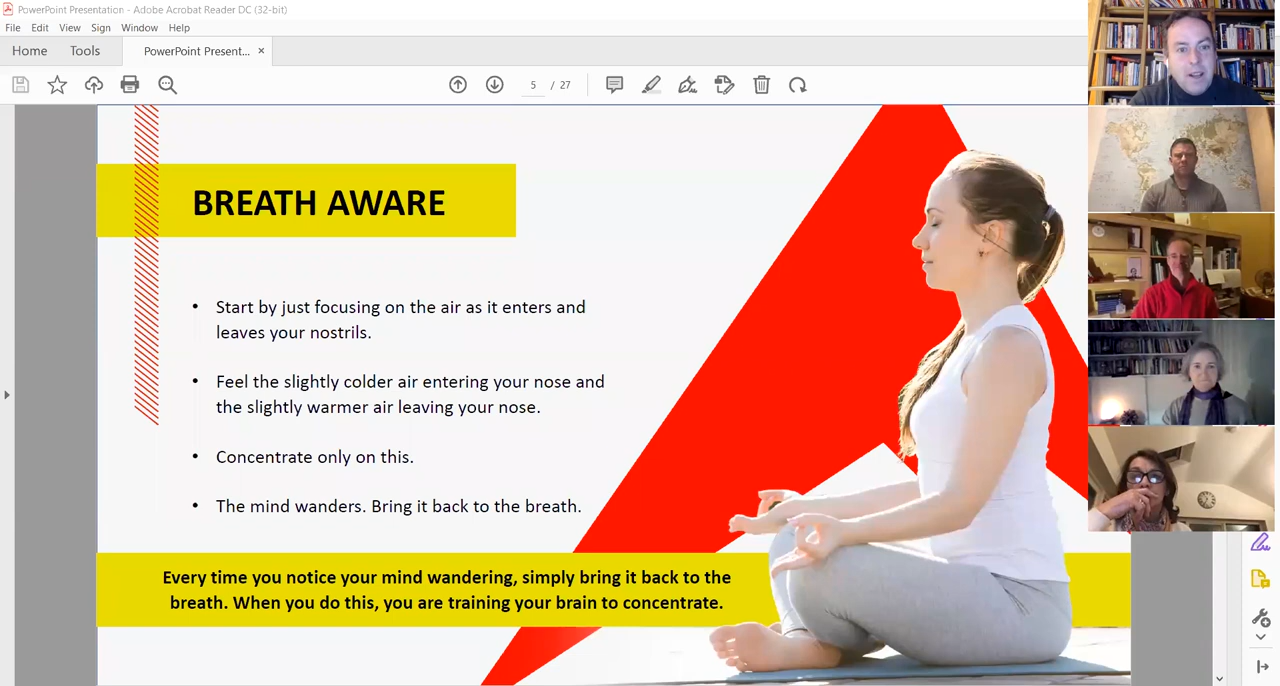 PowerPoint Presentation - Adobe Acrobat Reader DC (32-bit)
File Edit View Sign Window Help
Home Tools PowerPoint Present... ×
5 / 27
BREATH AWARE
• Start by just focusing on the air as it enters and
leaves your nostrils.
• Feel the slightly colder air entering your nose and
the slightly warmer air leaving your nose.
• Concentrate only on this.
• The mind wanders. Bring it back to the breath.
Every time you notice your mind wandering, simply bring it back to the
breath. When you do this, you are training your brain to concentrate.